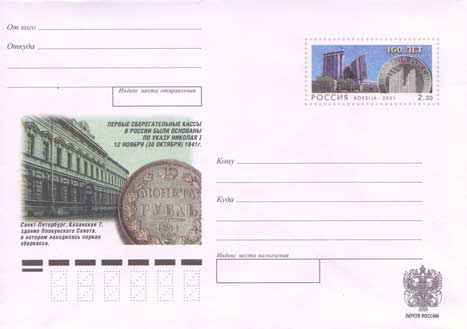 От кого
Откуда
Индекс места отправления
160 ЛЕТ
РОССИЯ ROSSIJA · 2001 2.20
ПЕРВЫЕ СБЕРЕГАТЕЛЬНЫЕ КАССЫ
В РОССИИ БЫЛИ ОСНОВАНЫ
ПО УКАЗУ НИКОЛАЯ I
12 НОЯБРЯ (30 ОКТЯБРЯ) 1841г.
МОНЕТА
РУБЛЬ
1841
Санкт-Петербург, Казанская 7,
здание Опекунского Совета,
в котором находилась первая
сберкасса.
Кому
Куда
Индекс места назначения
ПОЧТА РОССИИ